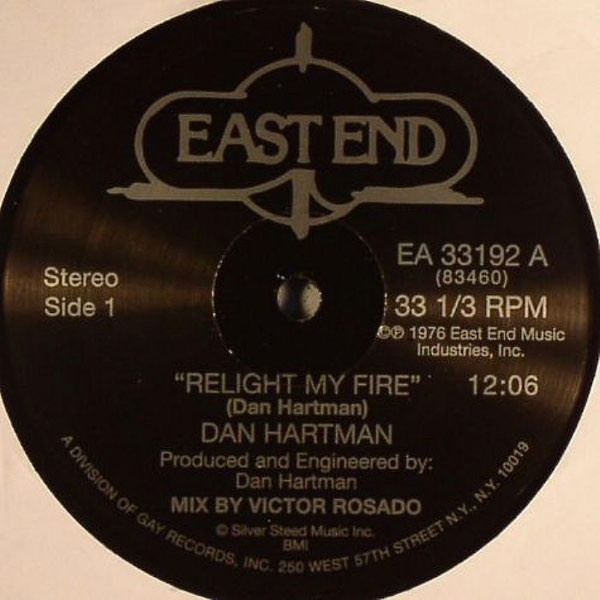 EAST END
Stereo
Side 1
EA 33192 A
(83460)
33 1/3 RPM
©℗ 1976 East End Music
Industries, Inc.
"RELIGHT MY FIRE" 12:06
(Dan Hartman)
DAN HARTMAN
Produced and Engineered by:
Dan Hartman
MIX BY VICTOR ROSADO
© Silver Steed Music Inc.
BMI
A DIVISION OF GAY RECORDS, INC. 250 WEST 57TH STREET N.Y., N.Y. 10019